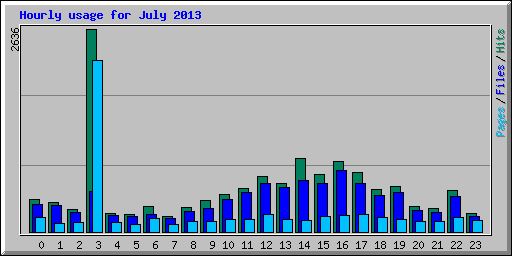 Hourly usage for July 2013
2636
Pages/Files/Hits
0 1 2 3 4 5 6 7 8 9 10 11 12 13 14 15 16 17 18 19 20 21 22 23